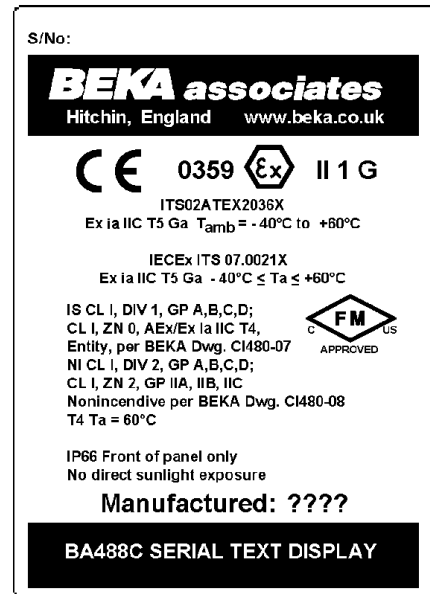 S/No:
BEKA associates
Hitchin, England www.beka.co.uk
CE 0359 Ex II 1 G
ITS02ATEX2036X
Ex ia IIC T5 Ga Tamb = - 40°C to +60°C
IECEx ITS 07.0021X
Ex ia IIC T5 Ga - 40°C ≤ Ta ≤ +60°C
IS CL I, DIV 1, GP A,B,C,D;
CL I, ZN 0, AEx/Ex Ia IIC T4,
Entity, per BEKA Dwg. CI480-07
NI CL I, DIV 2, GP A,B,C,D;
CL I, ZN 2, GP IIA, IIB, IIC
Nonincendive per BEKA Dwg. CI480-08
T4 Ta = 60°C
C FM US
APPROVED
IP66 Front of panel only
No direct sunlight exposure
Manufactured: ????
BA488C SERIAL TEXT DISPLAY